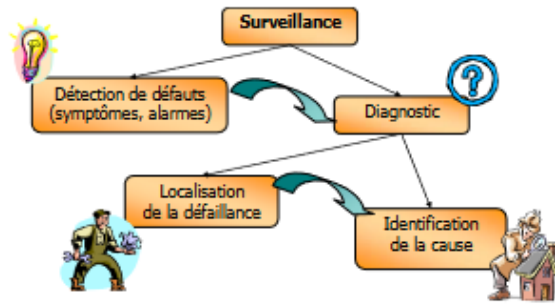 Surveillance
Détection de défauts
(symptômes, alarmes)
?
Diagnostic
Localisation
de la défaillance
Identification
de la cause